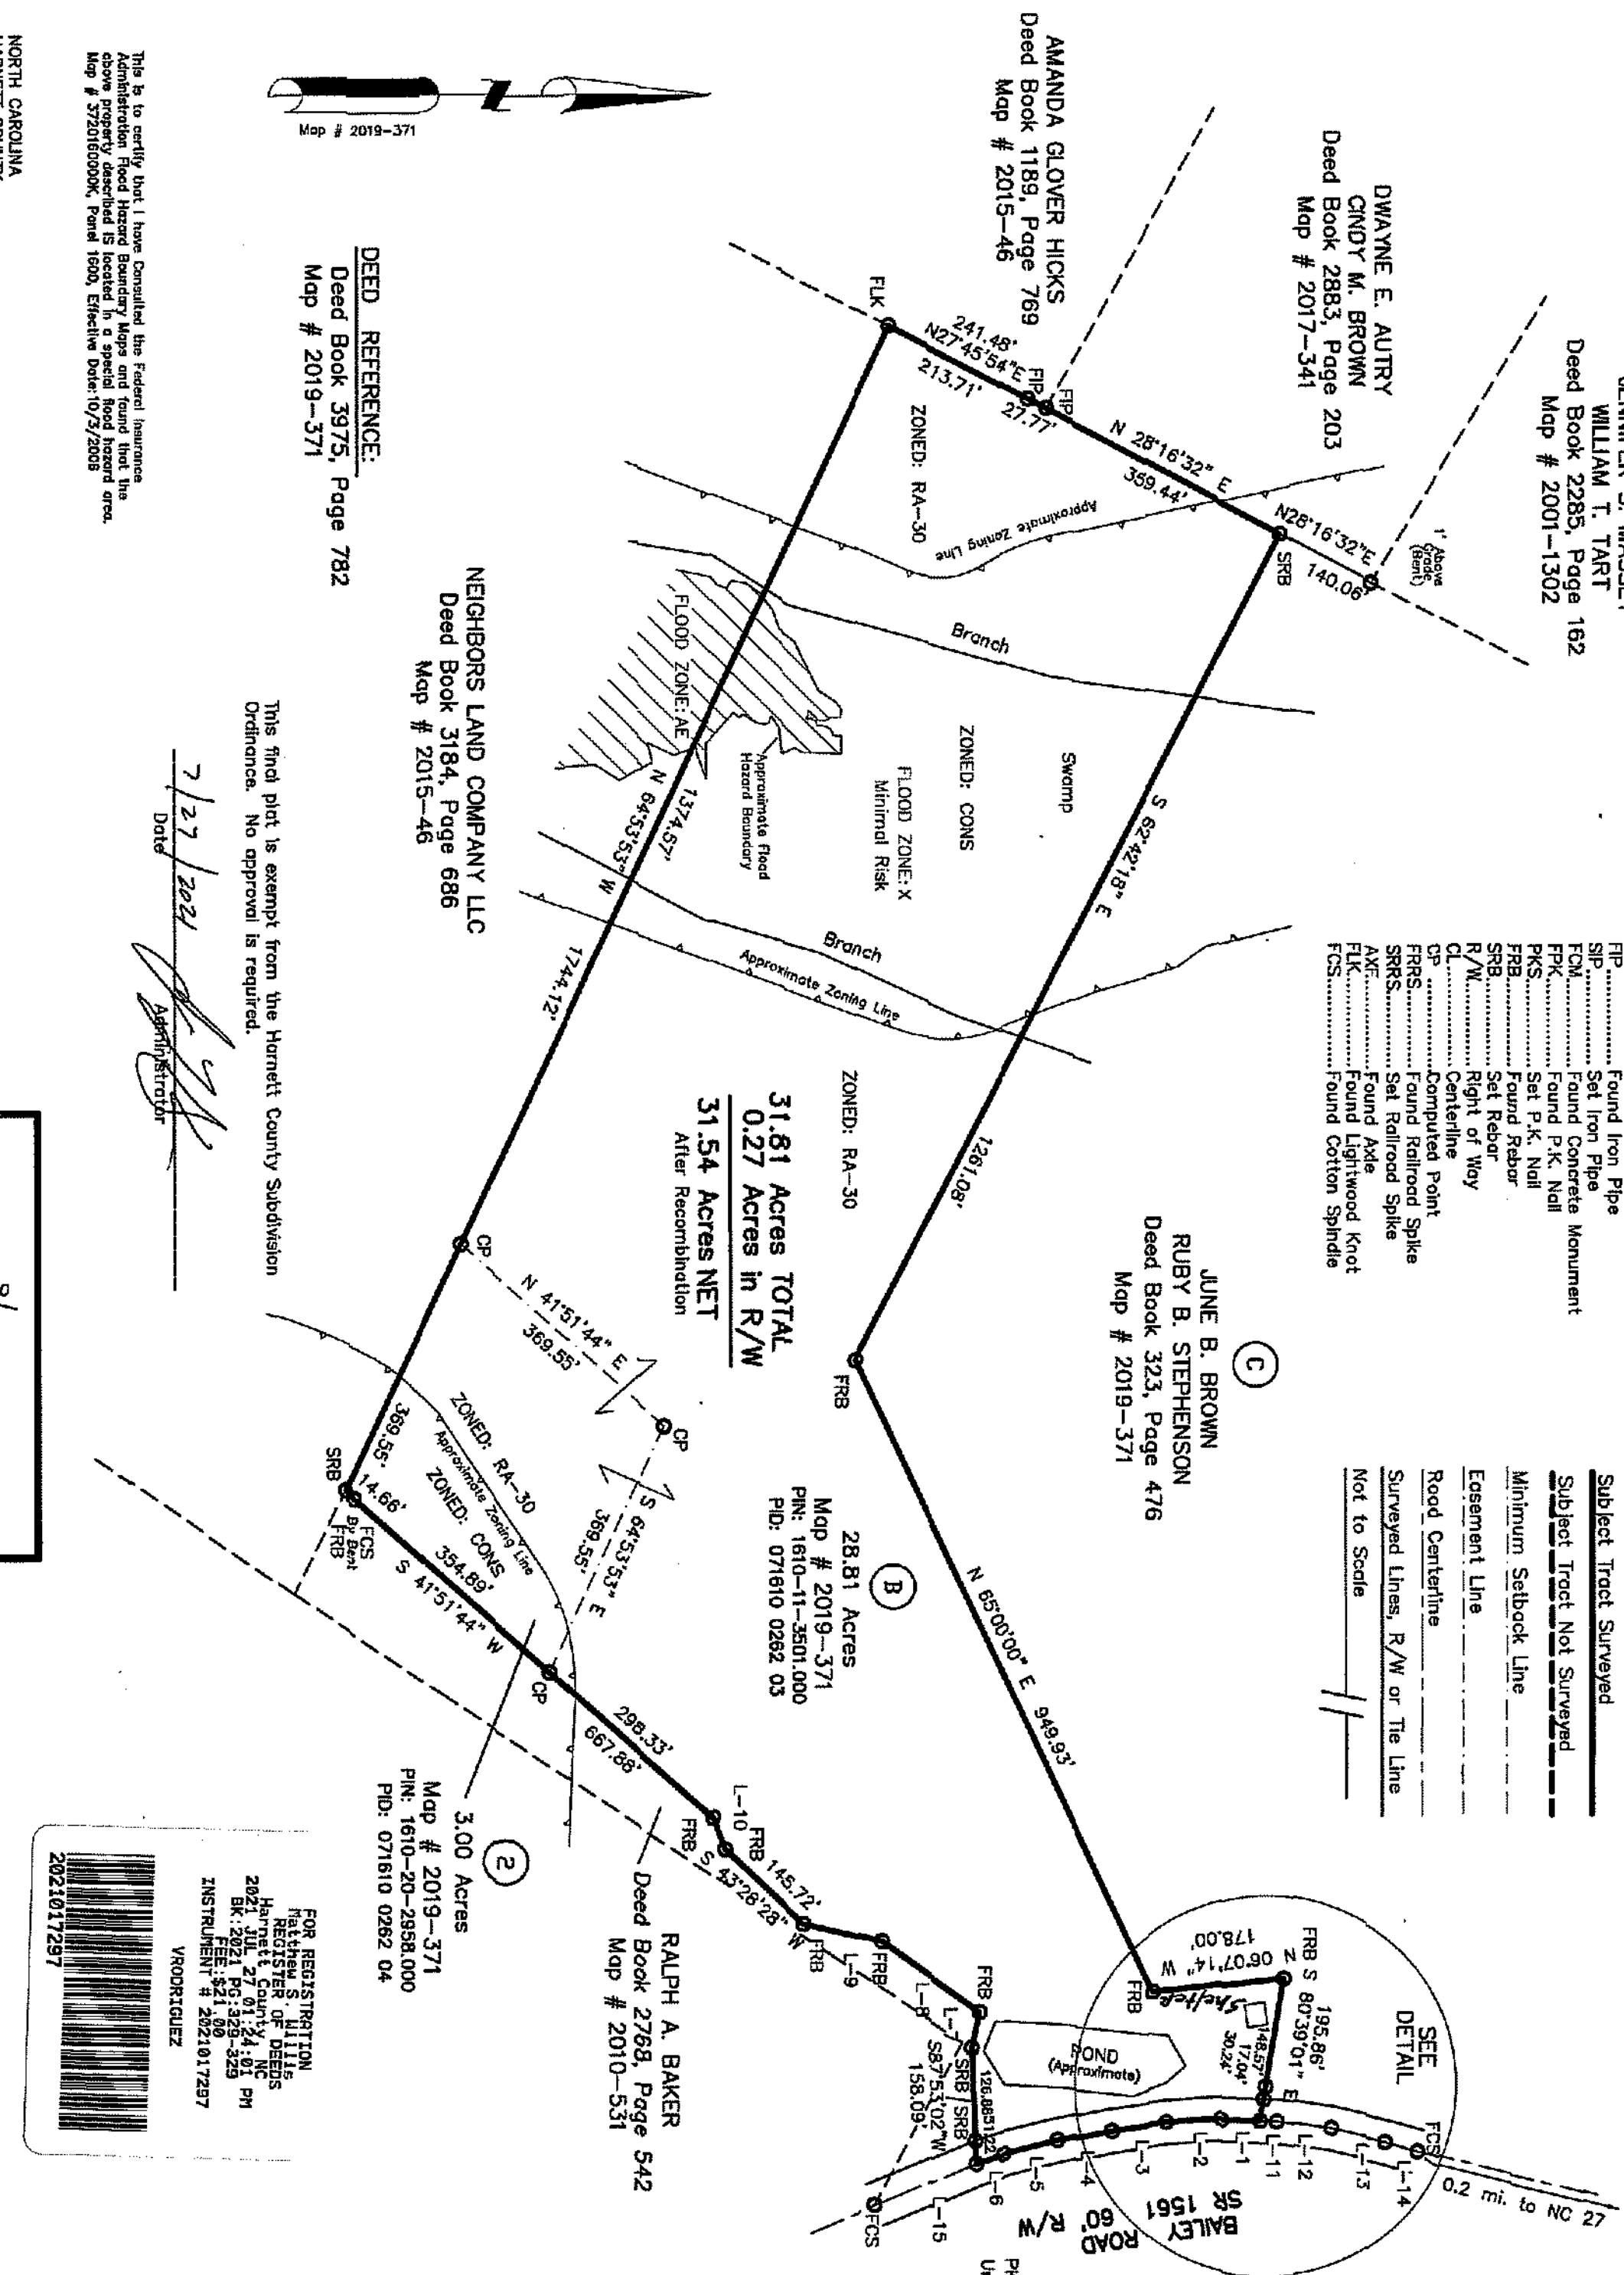 WILLIAM T. TART
Deed Book 2285, Page 162
Map # 2001-1302
DWAYNE E. AUTRY
CINDY M. BROWN
Deed Book 2883, Page 203
Map # 2017-341
AMANDA GLOVER HICKS
Deed Book 1189, Page 769
Map # 2015-46
Map # 2019-371
1" Above
Grade
(Bent)
N28°16'32"E
140.06'
SRB
N 28°16'32" E
359.44'
FIP
FIP
27.77'
241.48'
N27°45'54"E
213.71'
FLK
ZONED: RA-30
Approximate Zoning Line
Branch
Swamp
ZONED: CONS
FLOOD ZONE: X
Minimal Risk
Approximate Flood
Hazard Boundary
FLOOD ZONE: AE
S 62°42'18" E
1261.08'
1374.57'
N 64°53'53" W
1744.12'
Branch
Approximate Zoning Line
ZONED: RA-30
31.81 Acres TOTAL
0.27 Acres in R/W
31.54 Acres NET
After Recombination
FIP Found Iron Pipe
SIP Set Iron Pipe
FCM Found Concrete Monument
FPK Found P.K. Nail
PKS Set P.K. Nail
FRB Found Rebar
SRB Set Rebar
R/W Right of Way
CL Centerline
CP Computed Point
FRRS Found Railroad Spike
SRRS Set Railroad Spike
AXF Found Axle
FLK Found Lightwood Knot
FCS Found Cotton Spindle
Subject Tract Surveyed
Subject Tract Not Surveyed
Minimum Setback Line
Easement Line
Road Centerline
Surveyed Lines, R/W or Tie Line
Not to Scale
C
JUNE B. BROWN
RUBY B. STEPHENSON
Deed Book 323, Page 476
Map # 2019-371
FRB
N 65°00'00" E 949.93'
B
28.81 Acres
Map # 2019-371
PIN: 1610-11-3501.000
PID: 071610 0262 03
CP
N 41°51'44" E
369.55'
CP
S 64°53'53" E
369.55'
ZONED: RA-30
Approximate Zoning Line
ZONED: CONS
369.55'
SRB
14.66'
FCS
By Bent
FRB
354.89'
S 41°51'44" W
CP
298.33'
667.88'
L-10
FRB
FRB
145.72'
S 43°28'28" W
FRB
L-9
FRB
L-8
FRB
SRB
SRB
S87°53'02"W
158.09'
POND
(Approximate)
SEE
DETAIL
FRB
S 80°39'01" E
195.86'
148.57'
17.04'
30.24'
Shelter
N 06°07'14" W
178.00'
FRB
FCS
0.2 mi. to NC 27
L-14
L-13
L-12
L-11
L-1
L-2
L-3
L-4
L-5
L-6
L-15
FCS
BAILEY ROAD
SR 1561 60' R/W
2
3.00 Acres
Map # 2019-371
PIN: 1610-20-2958.000
PID: 071610 0262 04
RALPH A. BAKER
Deed Book 2768, Page 542
Map # 2010-531
NEIGHBORS LAND COMPANY LLC
Deed Book 3184, Page 686
Map # 2015-46
DEED REFERENCE:
Deed Book 3975, Page 782
Map # 2019-371
This final plat is exempt from the Harnett County Subdivision
Ordinance. No approval is required.
7/27/2021
Date
Administrator
This is to certify that I have Consulted the Federal Insurance
Administration Flood Hazard Boundary Maps and found that the
above property described IS located in a special flood hazard area.
Map # 3720160000K, Panel 1600, Effective Date:10/3/2006
NORTH CAROLINA
FOR REGISTRATION
Matthew S. Willis
REGISTER OF DEEDS
Harnett County, NC
2021 JUL 27 01:24:01 PM
BK:2021 PG:329-329
FEE:$21.00
INSTRUMENT # 2021017297
VRODRIGUEZ
2021017297